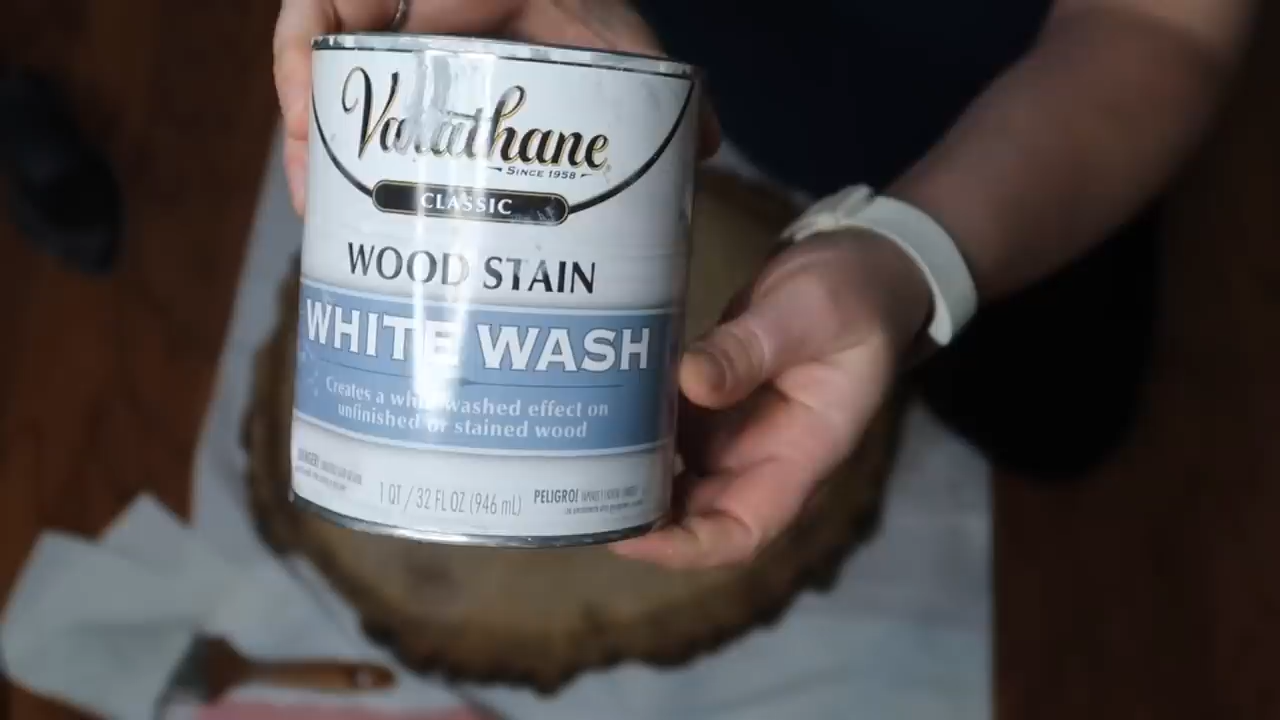 Varathane
SINCE 1958
CLASSIC
WOOD STAIN
WHITE WASH
Creates a white washed effect on
unfinished or stained wood
DANGER!
1 QT / 32 FL OZ (946 mL)
PELIGRO!